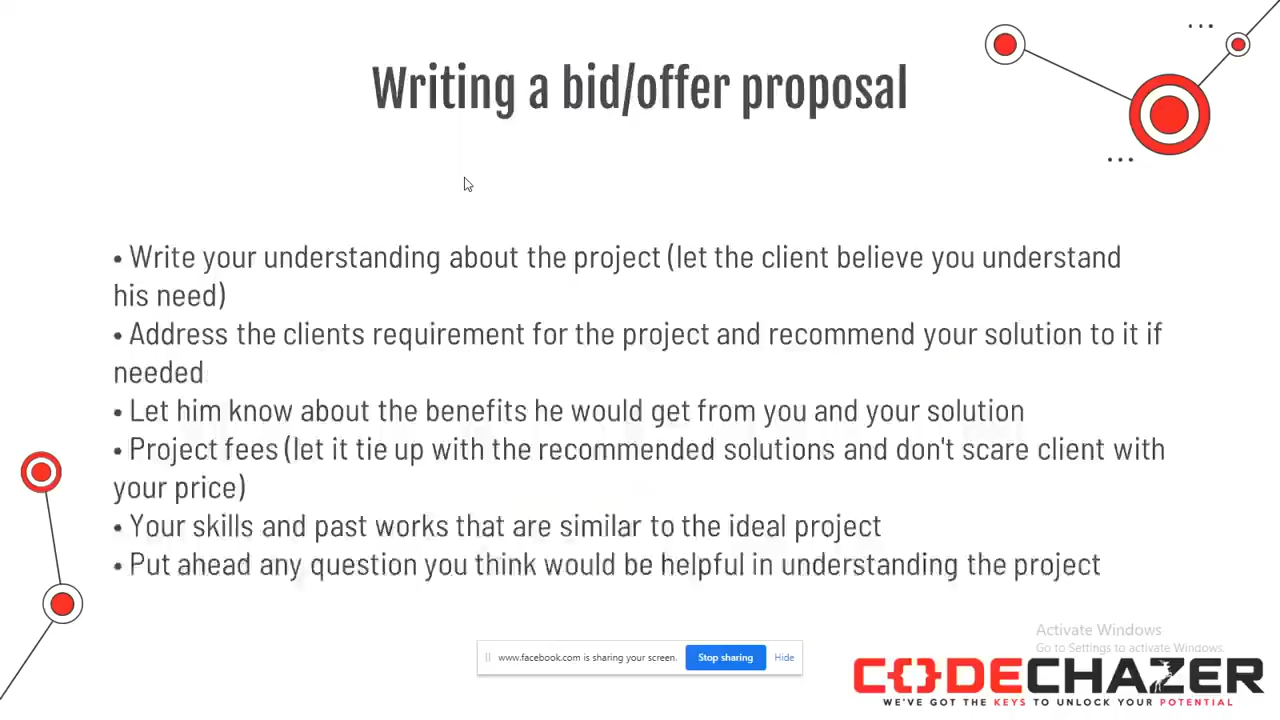 Writing a bid/offer proposal
• Write your understanding about the project (let the client believe you understand
his need)
• Address the clients requirement for the project and recommend your solution to it if
needed
• Let him know about the benefits he would get from you and your solution
• Project fees (let it tie up with the recommended solutions and don't scare client with
your price)
• Your skills and past works that are similar to the ideal project
• Put ahead any question you think would be helpful in understanding the project
www.facebook.com is sharing your screen. Stop sharing Hide
Activate Windows
Go to Settings to activate Windows.
CODECHAZER
WE'VE GOT THE KEYS TO UNLOCK YOUR POTENTIAL